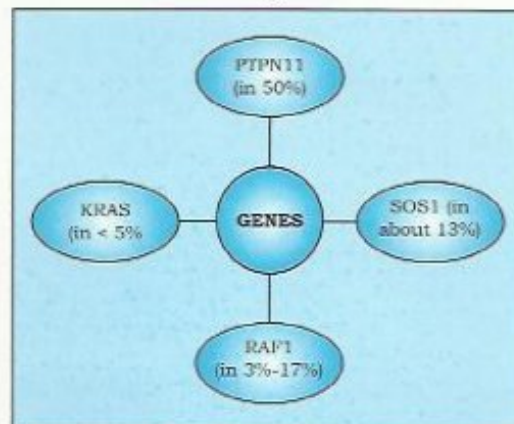 PTPN11
(in 50%)
KRAS
(in < 5%
GENES
SOS1 (in
about 13%)
RAF1
(in 3%-17%)